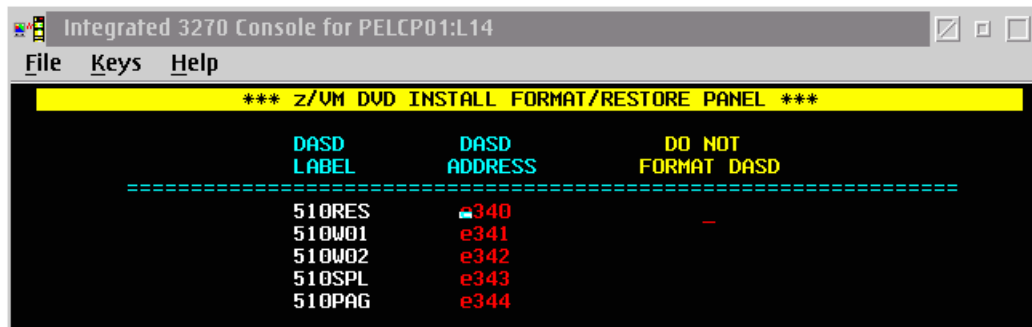 Integrated 3270 Console for PELCP01:L14
File Keys Help
*** z/VM DVD INSTALL FORMAT/RESTORE PANEL ***
DASD DASD DO NOT
LABEL ADDRESS FORMAT DASD
=================================================================
510RES e340 _
510W01 e341
510W02 e342
510SPL e343
510PAG e344